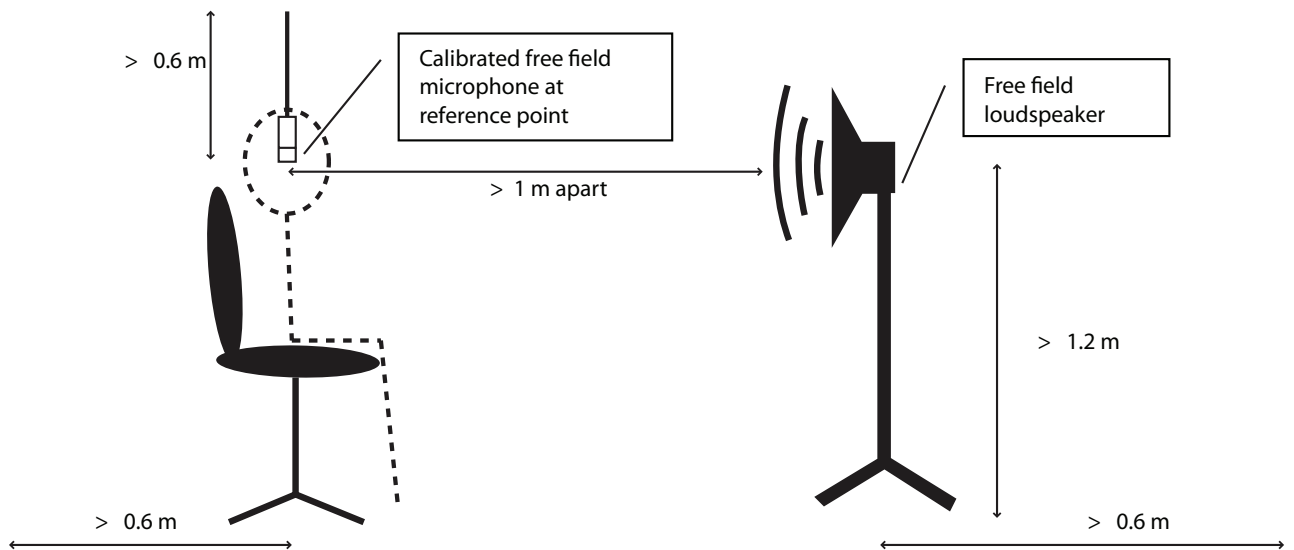 > 0.6 m
Calibrated free field
microphone at
reference point
Free field
loudspeaker
> 1 m apart
> 1.2 m
> 0.6 m
> 0.6 m